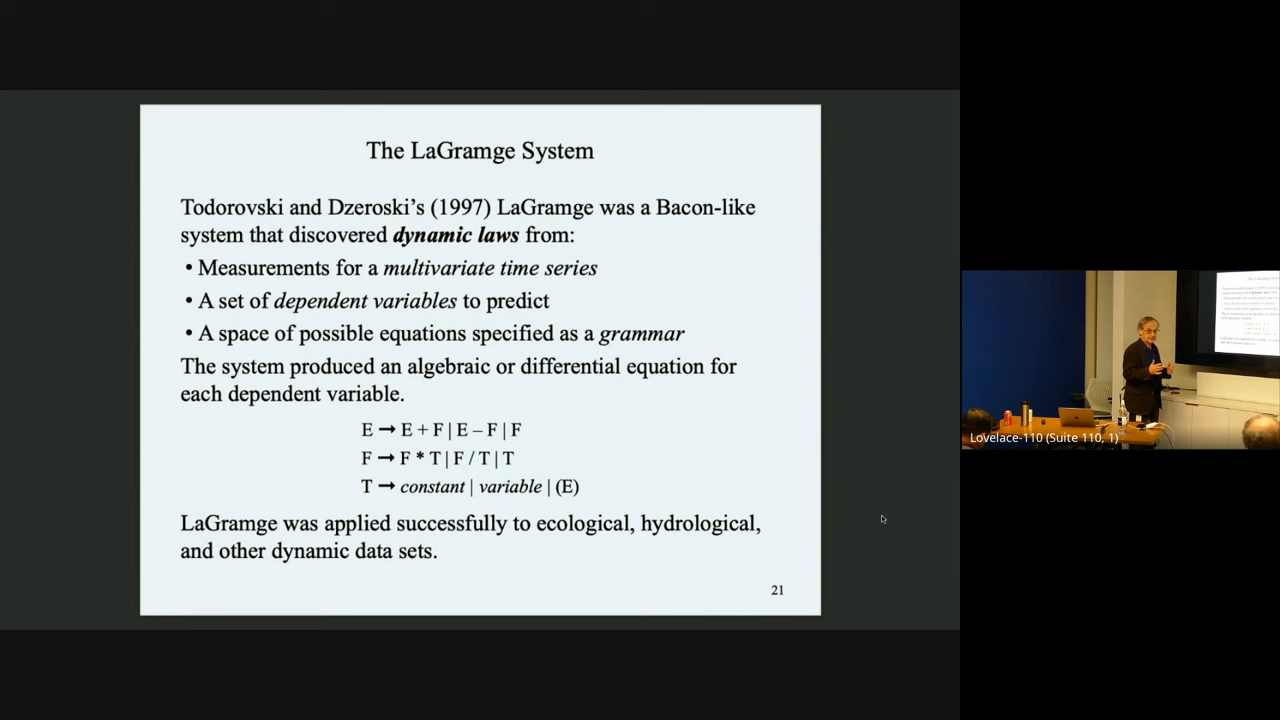 The LaGramge System
Todorovski and Dzeroski's (1997) LaGramge was a Bacon-like
system that discovered dynamic laws from:
• Measurements for a multivariate time series
• A set of dependent variables to predict
• A space of possible equations specified as a grammar
The system produced an algebraic or differential equation for
each dependent variable.
E → E + F | E – F | F
F → F * T | F / T | T
T → constant | variable | (E)
LaGramge was applied successfully to ecological, hydrological,
and other dynamic data sets.
21
Lovelace-110 (Suite 110, 1)